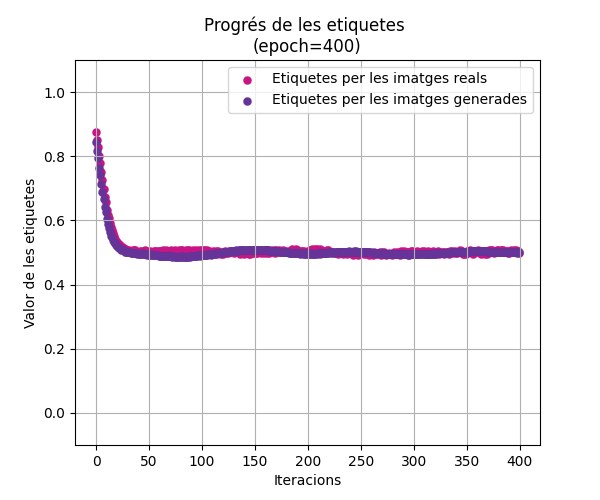 Progrés de les etiquetes
(epoch=400)
Etiquetes per les imatges reals
Etiquetes per les imatges generades
Valor de les etiquetes
1.0
0.8
0.6
0.4
0.2
0.0
0 50 100 150 200 250 300 350 400
Iteracions